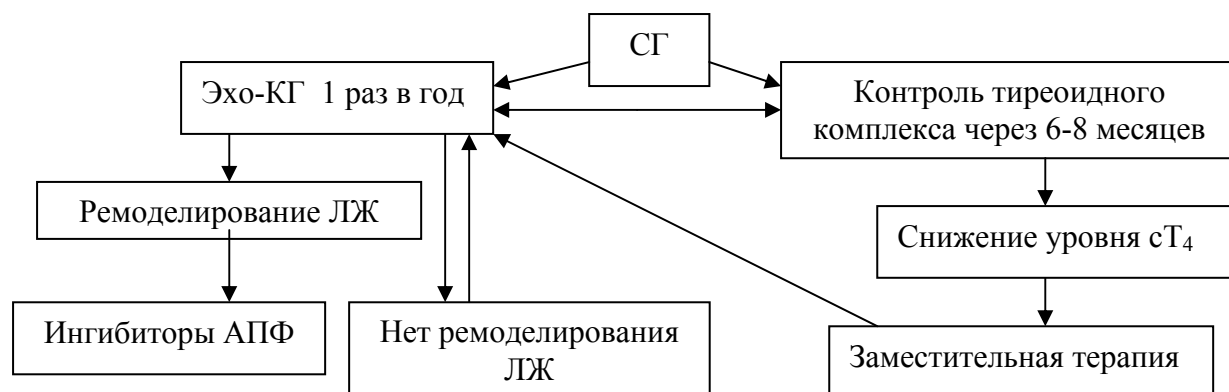 СГ
Эхо-КГ 1 раз в год
Контроль тиреоидного
комплекса через 6-8 месяцев
Ремоделирование ЛЖ
Снижение уровня сТ₄
Ингибиторы АПФ
Нет ремоделирования
ЛЖ
Заместительная терапия